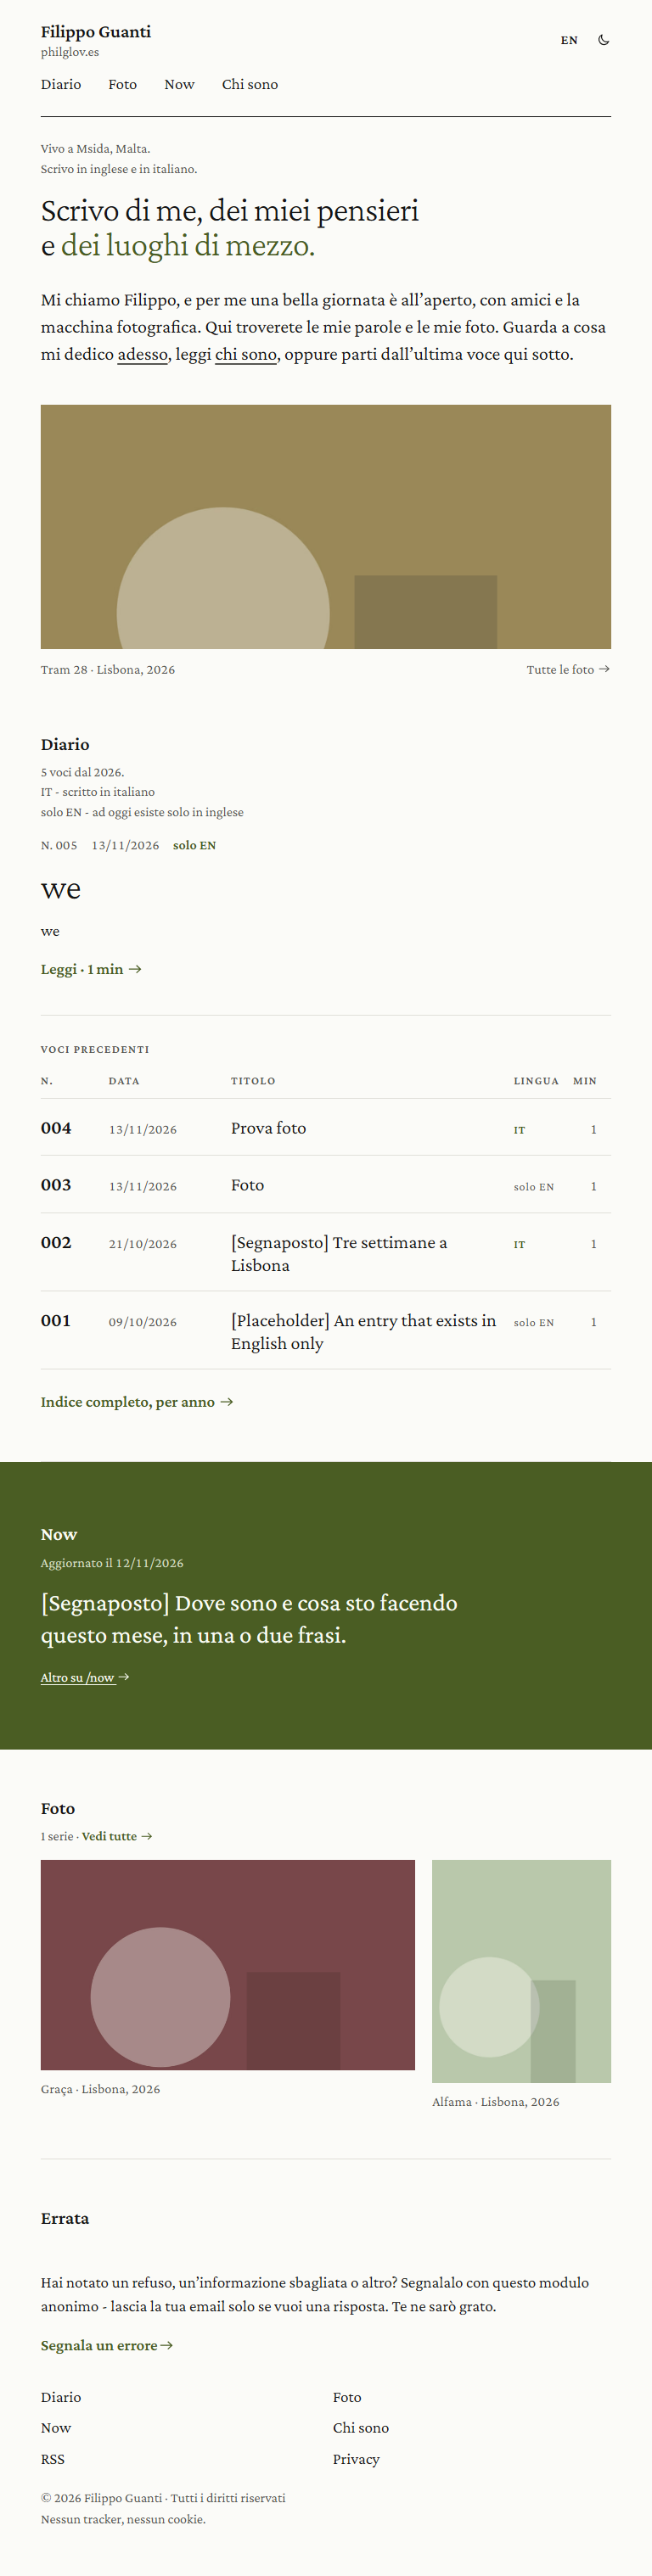 Filippo Guanti
philglov.es
EN
Diario Foto Now Chi sono
Vivo a Msida, Malta.
Scrivo in inglese e in italiano.
Scrivo di me, dei miei pensieri
e dei luoghi di mezzo.
Mi chiamo Filippo, e per me una bella giornata è all’aperto, con amici e la
macchina fotografica. Qui troverete le mie parole e le mie foto. Guarda a cosa
mi dedico adesso, leggi chi sono, oppure parti dall’ultima voce qui sotto.
Tram 28 · Lisbona, 2026 Tutte le foto →
Diario
5 voci dal 2026.
IT - scritto in italiano
solo EN - ad oggi esiste solo in inglese
N. 005 13/11/2026 solo EN
we
we
Leggi · 1 min →
VOCI PRECEDENTI
N. DATA TITOLO LINGUA MIN
004 13/11/2026 Prova foto IT 1
003 13/11/2026 Foto solo EN 1
002 21/10/2026 [Segnaposto] Tre settimane a IT 1
Lisbona
001 09/10/2026 [Placeholder] An entry that exists in solo EN 1
English only
Indice completo, per anno →
Now
Aggiornato il 12/11/2026
[Segnaposto] Dove sono e cosa sto facendo
questo mese, in una o due frasi.
Altro su /now →
Foto
1 serie · Vedi tutte →
Graça · Lisbona, 2026
Alfama · Lisbona, 2026
Errata
Hai notato un refuso, un’informazione sbagliata o altro? Segnalalo con questo modulo
anonimo - lascia la tua email solo se vuoi una risposta. Te ne sarò grato.
Segnala un errore →
Diario Foto
Now Chi sono
RSS Privacy
© 2026 Filippo Guanti · Tutti i diritti riservati
Nessun tracker, nessun cookie.